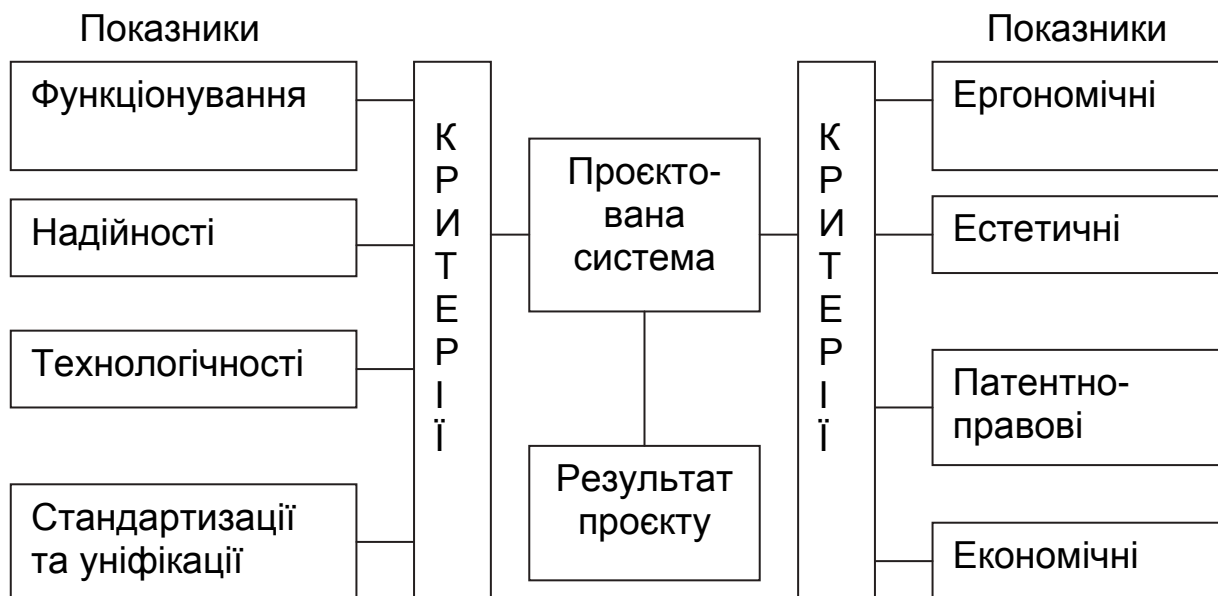 Показники
Функціонування
Надійності
Технологічності
Стандартизації
та уніфікації
К
Р
И
Т
Е
Р
І
Ї
Проєкто-
вана
система
Результат
проєкту
К
Р
И
Т
Е
Р
І
Ї
Показники
Ергономічні
Естетичні
Патентно-
правові
Економічні